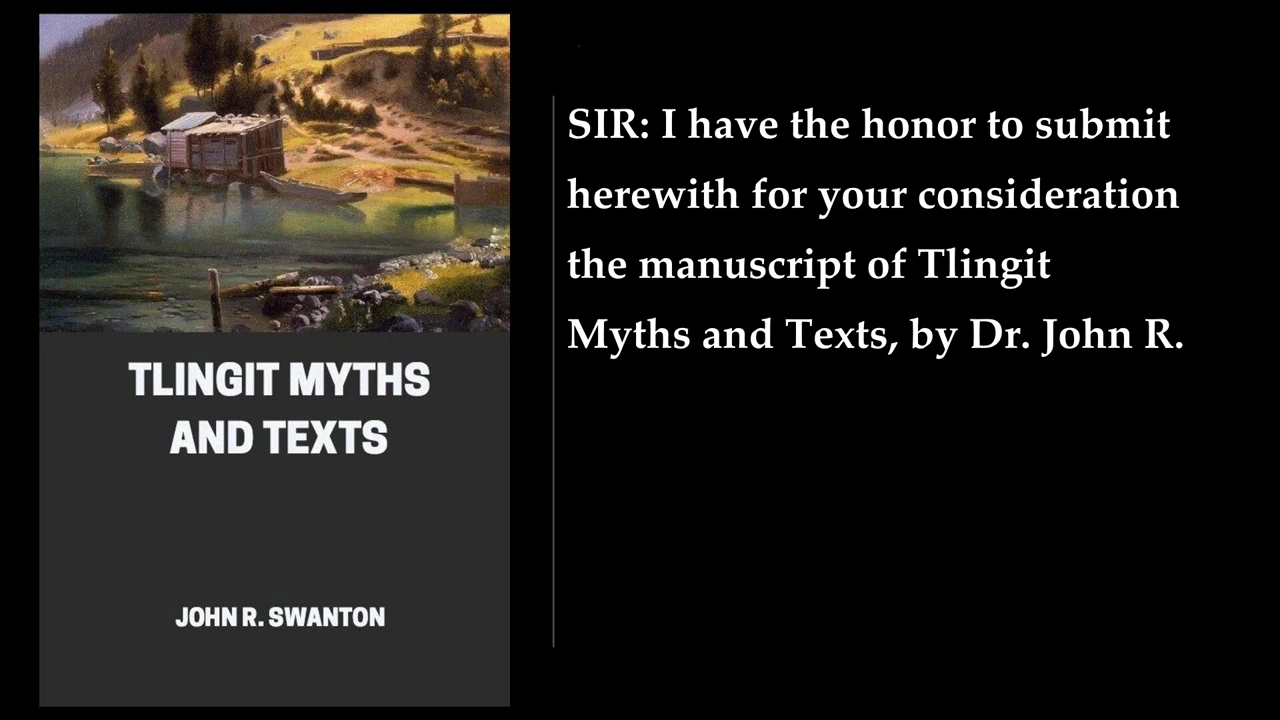 TLINGIT MYTHS
AND TEXTS
JOHN R. SWANTON
SIR: I have the honor to submit
herewith for your consideration
the manuscript of Tlingit
Myths and Texts, by Dr. John R.